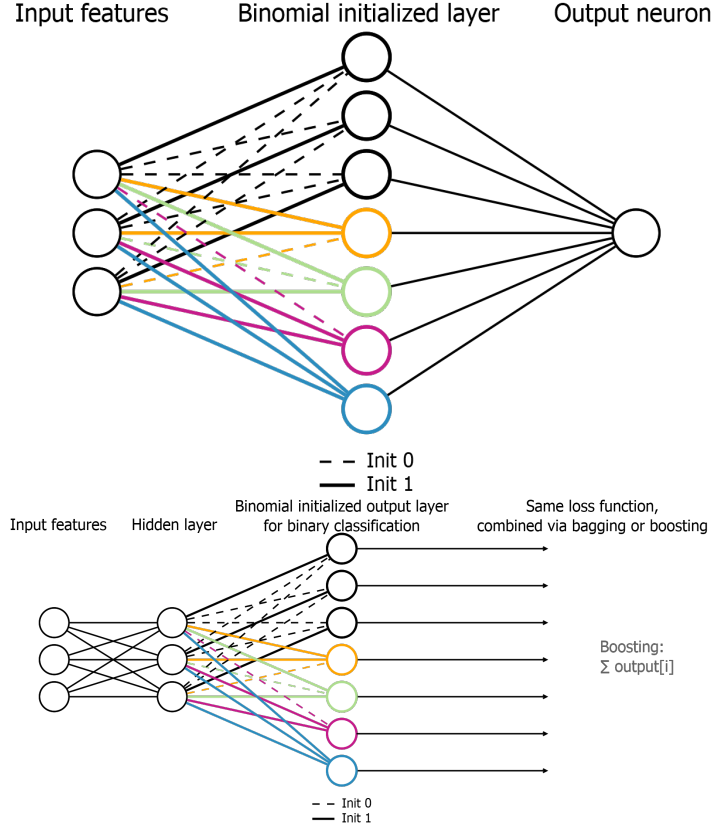 Input features
Binomial initialized layer
Output neuron
Init 0
Init 1
Input features
Hidden layer
Binomial initialized output layer
for binary classification
Same loss function,
combined via bagging or boosting
Boosting:
Σ output[i]
Init 0
Init 1